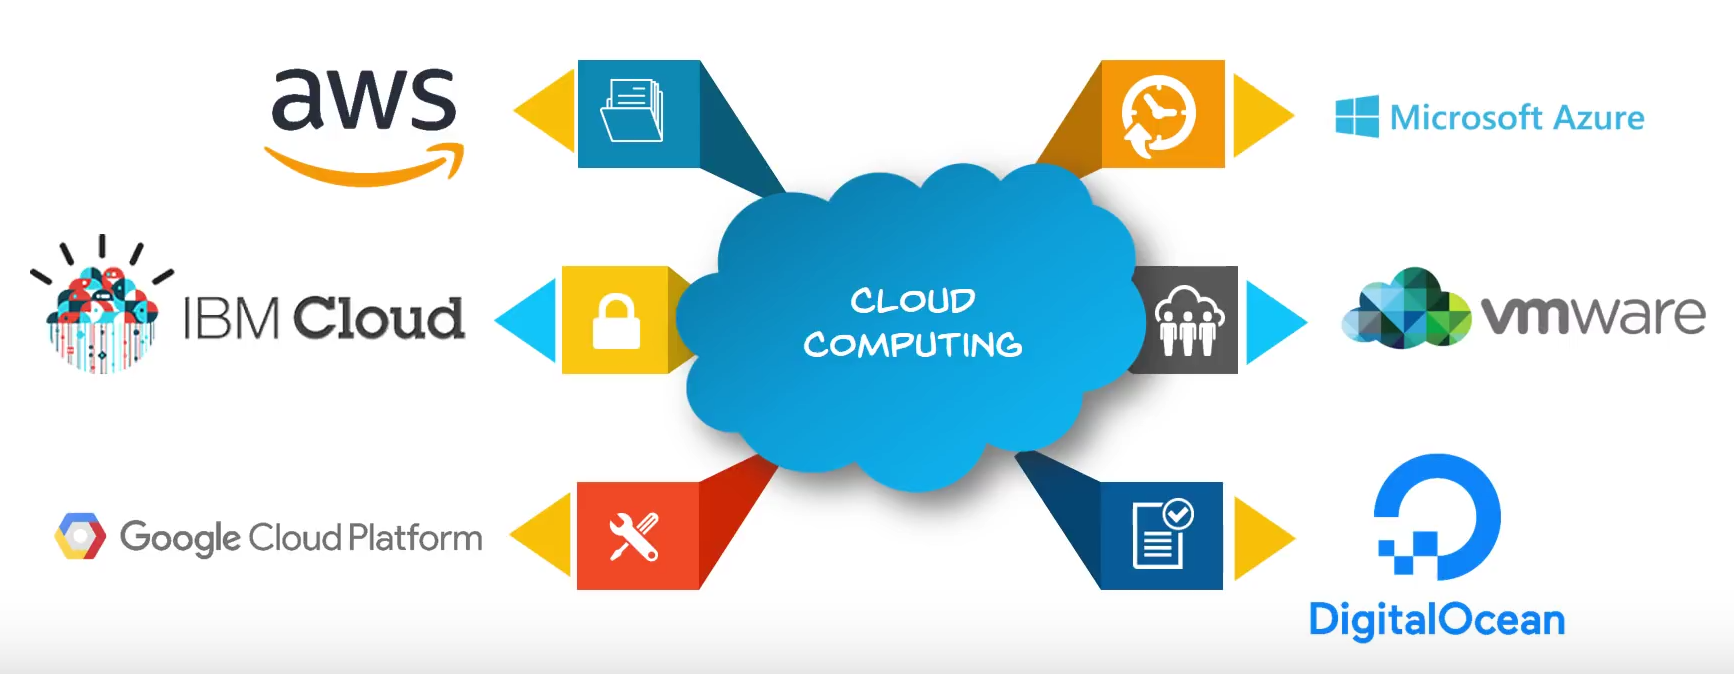 aws
Microsoft Azure
IBM Cloud
CLOUD
COMPUTING
vmware
Google Cloud Platform
DigitalOcean